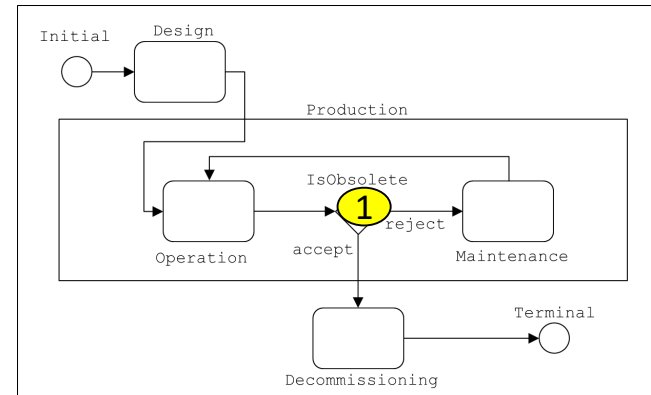 Design
Initial
Production
IsObsolete
1
reject
accept
Operation
Maintenance
Terminal
Decommissioning